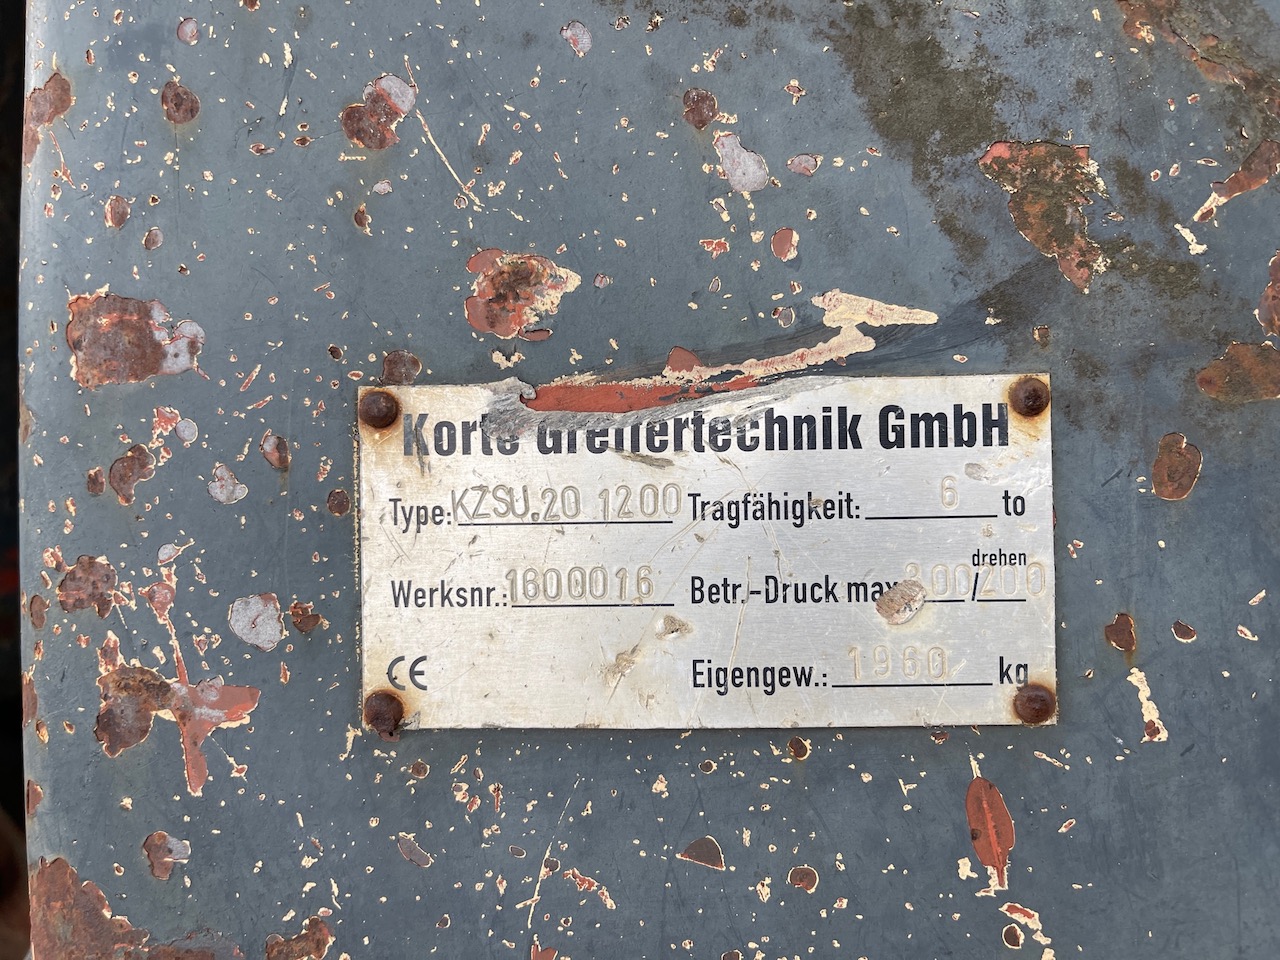 Korte Greifertechnik GmbH
Type: KZSU.20 1200 Tragfähigkeit: 6 to
drehen
Werksnr.: 1600016 Betr.-Druck max. 300/200
CE Eigengew.: 1960 kg